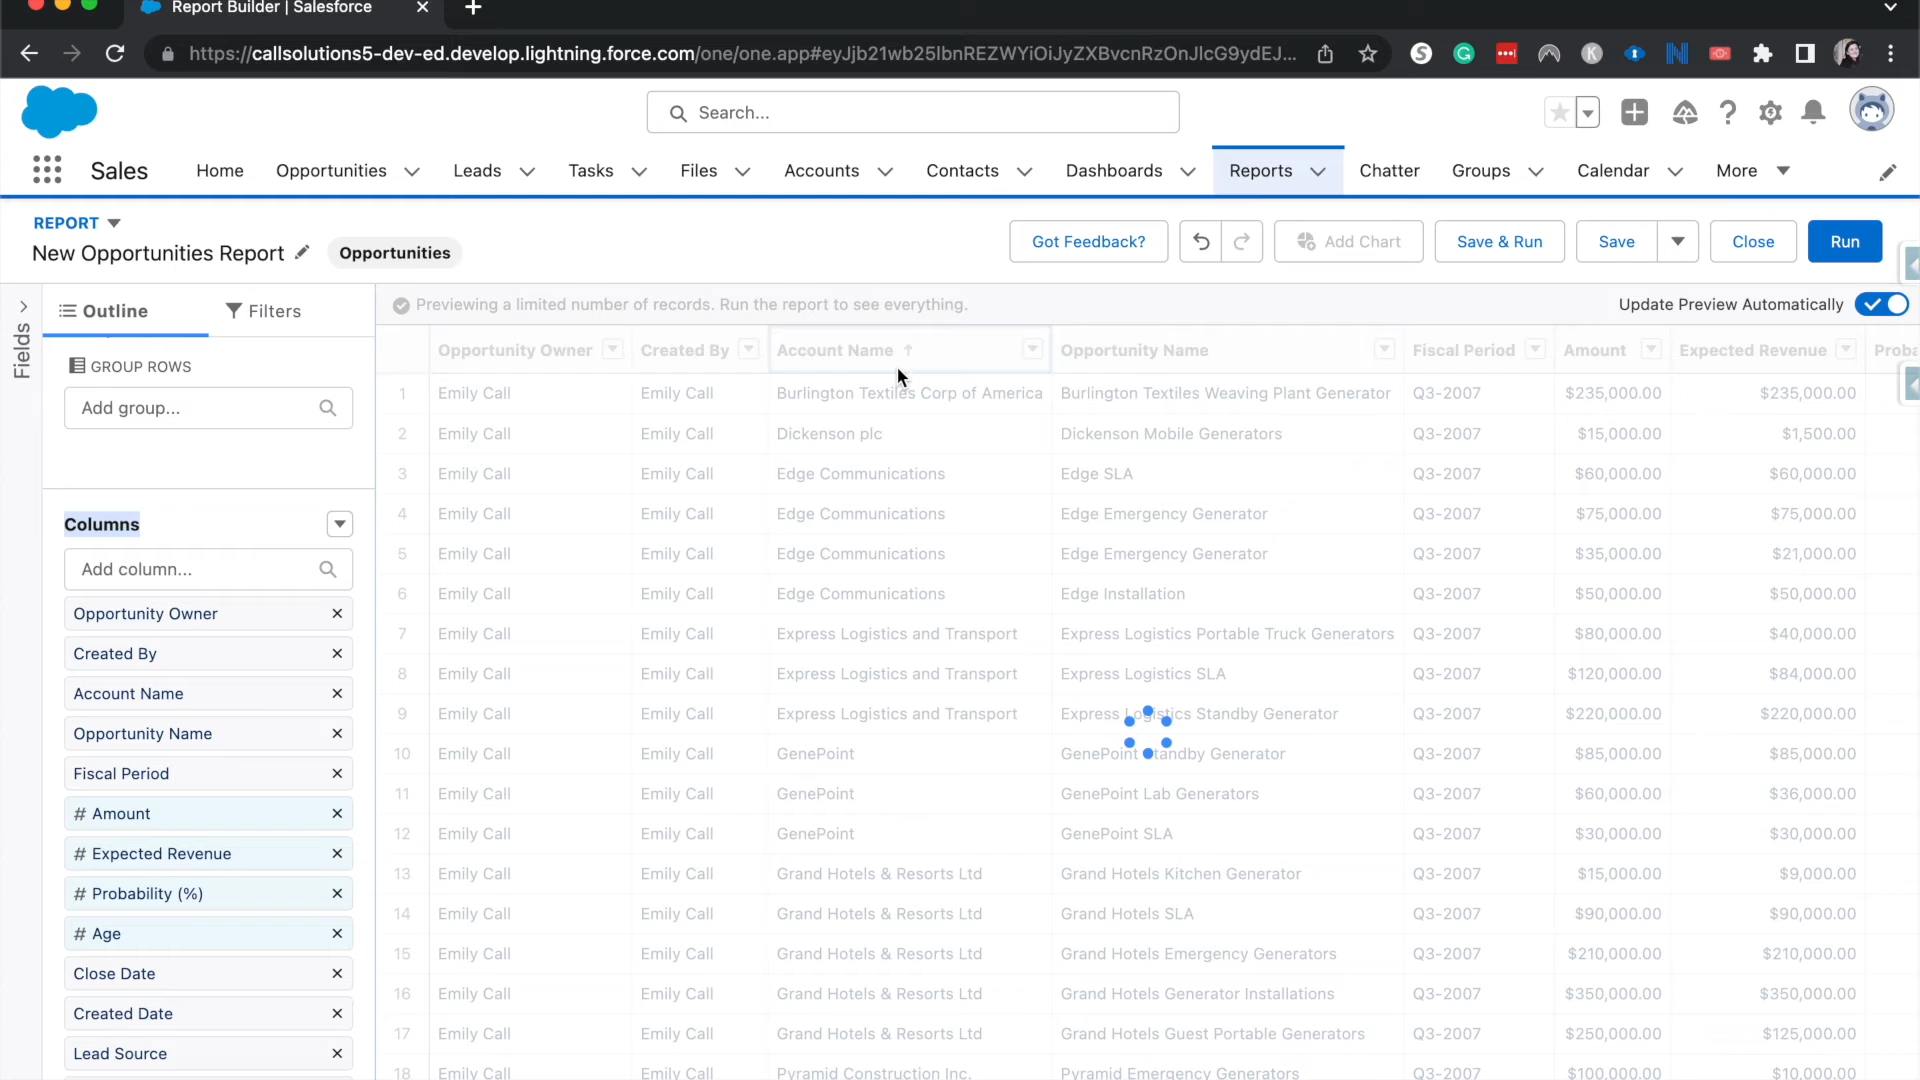 Report Builder | Salesforce
https://callsolutions5-dev-ed.develop.lightning.force.com/one/one.app#eyJjb21wb25lbnREZWYiOiJyZXBvcnRzOnJlcG9ydEJ...
Search...
Sales Home Opportunities Leads Tasks Files Accounts Contacts Dashboards Reports Chatter Groups Calendar More
REPORT
New Opportunities Report Opportunities
Got Feedback? Add Chart Save & Run Save Close Run
Fields
Outline Filters
Previewing a limited number of records. Run the report to see everything. Update Preview Automatically
GROUP ROWS
Add group...
Columns
Add column...
Opportunity Owner
Created By
Account Name
Opportunity Name
Fiscal Period
# Amount
# Expected Revenue
# Probability (%)
# Age
Close Date
Created Date
Lead Source
Opportunity Owner Created By Account Name ↑ Opportunity Name Fiscal Period Amount Expected Revenue Proba
1 Emily Call Emily Call Burlington Textiles Corp of America Burlington Textiles Weaving Plant Generator Q3-2007 $235,000.00 $235,000.00
2 Emily Call Emily Call Dickenson plc Dickenson Mobile Generators Q3-2007 $15,000.00 $1,500.00
3 Emily Call Emily Call Edge Communications Edge SLA Q3-2007 $60,000.00 $60,000.00
4 Emily Call Emily Call Edge Communications Edge Emergency Generator Q3-2007 $75,000.00 $75,000.00
5 Emily Call Emily Call Edge Communications Edge Emergency Generator Q3-2007 $35,000.00 $21,000.00
6 Emily Call Emily Call Edge Communications Edge Installation Q3-2007 $50,000.00 $50,000.00
7 Emily Call Emily Call Express Logistics and Transport Express Logistics Portable Truck Generators Q3-2007 $80,000.00 $40,000.00
8 Emily Call Emily Call Express Logistics and Transport Express Logistics SLA Q3-2007 $120,000.00 $84,000.00
9 Emily Call Emily Call Express Logistics and Transport Express Logistics Standby Generator Q3-2007 $220,000.00 $220,000.00
10 Emily Call Emily Call GenePoint GenePoint Standby Generator Q3-2007 $85,000.00 $85,000.00
11 Emily Call Emily Call GenePoint GenePoint Lab Generators Q3-2007 $60,000.00 $36,000.00
12 Emily Call Emily Call GenePoint GenePoint SLA Q3-2007 $30,000.00 $30,000.00
13 Emily Call Emily Call Grand Hotels & Resorts Ltd Grand Hotels Kitchen Generator Q3-2007 $15,000.00 $9,000.00
14 Emily Call Emily Call Grand Hotels & Resorts Ltd Grand Hotels SLA Q3-2007 $90,000.00 $90,000.00
15 Emily Call Emily Call Grand Hotels & Resorts Ltd Grand Hotels Emergency Generators Q3-2007 $210,000.00 $210,000.00
16 Emily Call Emily Call Grand Hotels & Resorts Ltd Grand Hotels Generator Installations Q3-2007 $350,000.00 $350,000.00
17 Emily Call Emily Call Grand Hotels & Resorts Ltd Grand Hotels Guest Portable Generators Q3-2007 $250,000.00 $125,000.00
18 Emily Call Emily Call Pyramid Construction Inc. Pyramid Emergency Generators Q3-2007 $100,000.00 $10,000.00